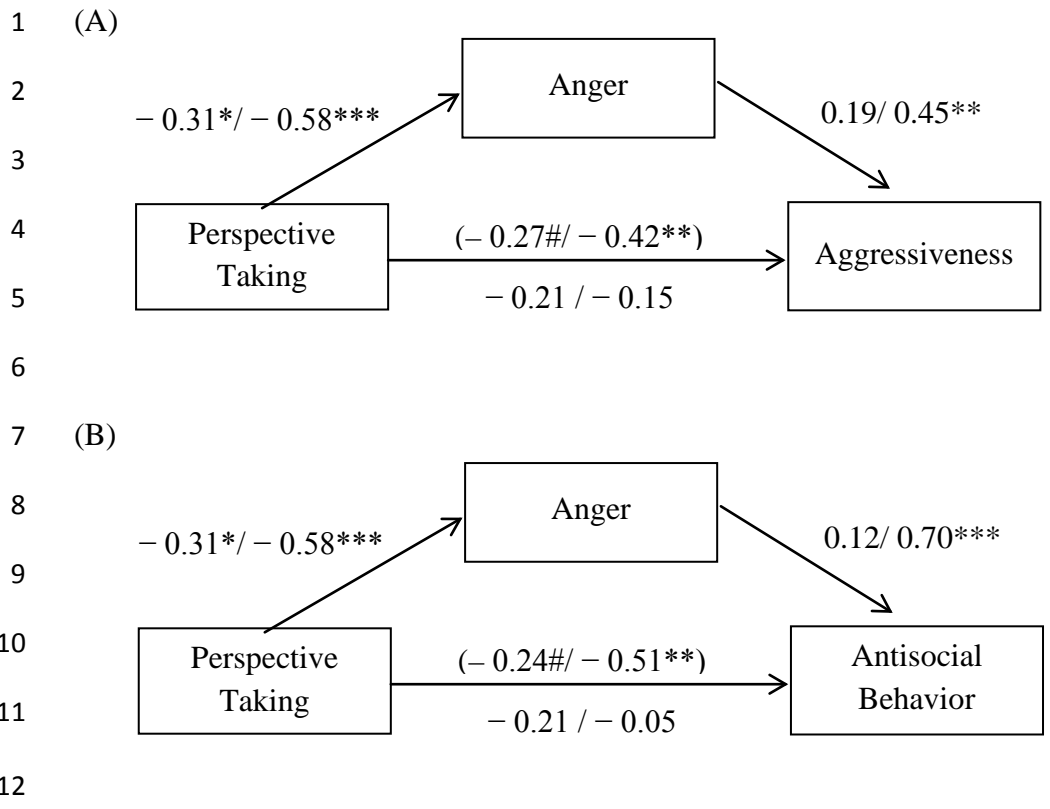 1 (A)
2 Anger
− 0.31*/ − 0.58***
0.19/ 0.45**
3
4 Perspective (– 0.27#/ − 0.42**)
Taking
Aggressiveness
5 − 0.21 / − 0.15
6
7 (B)
8 Anger
− 0.31*/ − 0.58***
0.12/ 0.70***
9
10 Perspective (– 0.24#/ − 0.51**) Antisocial
Taking Behavior
11 − 0.21 / − 0.05
12